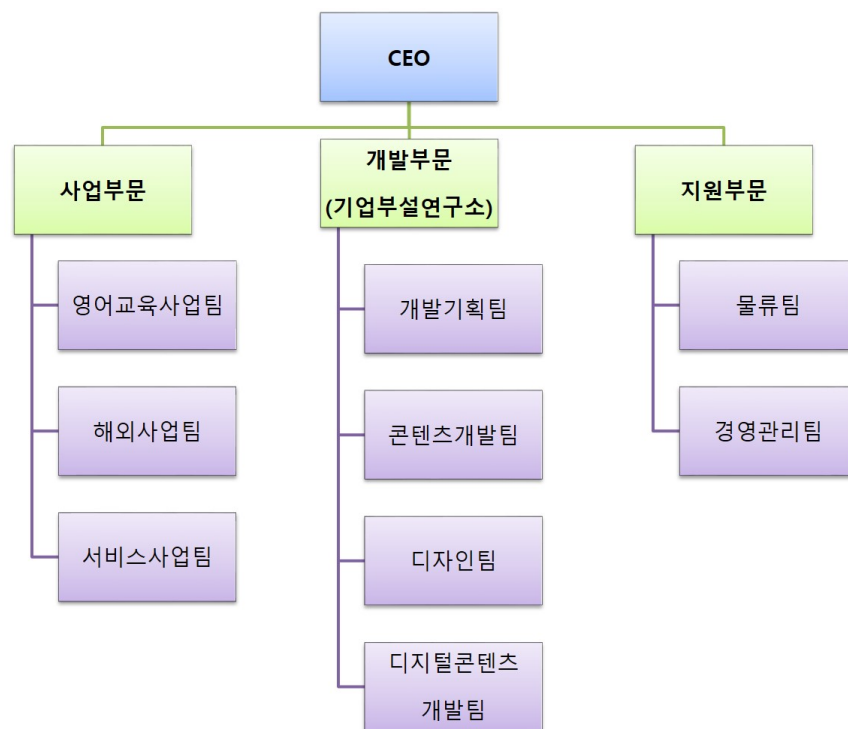 CEO
사업부문
개발부문
(기업부설연구소)
지원부문
영어교육사업팀
개발기획팀
물류팀
해외사업팀
콘텐츠개발팀
경영관리팀
서비스사업팀
디자인팀
디지털콘텐츠
개발팀